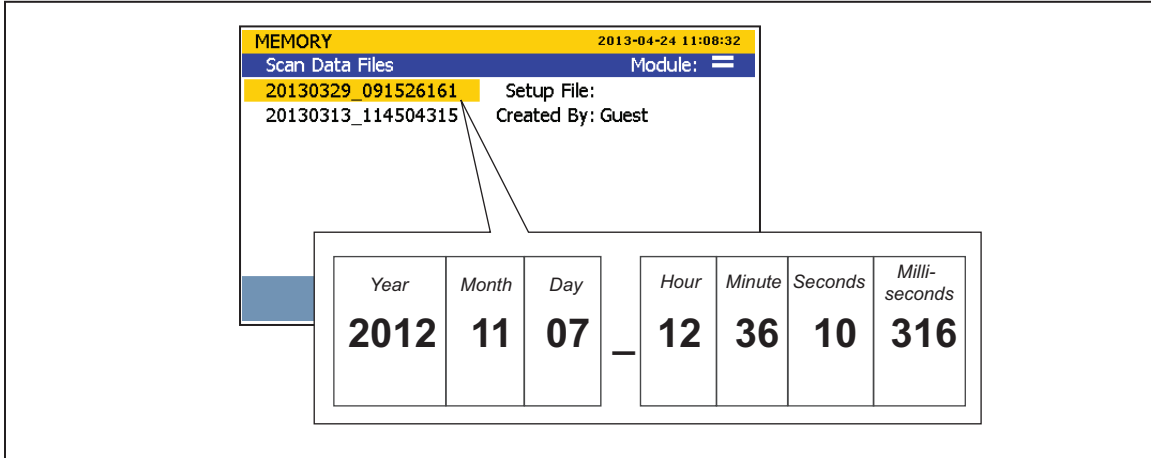 MEMORY 2013-04-24 11:08:32
Scan Data Files Module:
20130329_091526161 Setup File:
20130313_114504315 Created By: Guest
Year Month Day Hour Minute Seconds Milli-
seconds
2012 11 07 _ 12 36 10 316